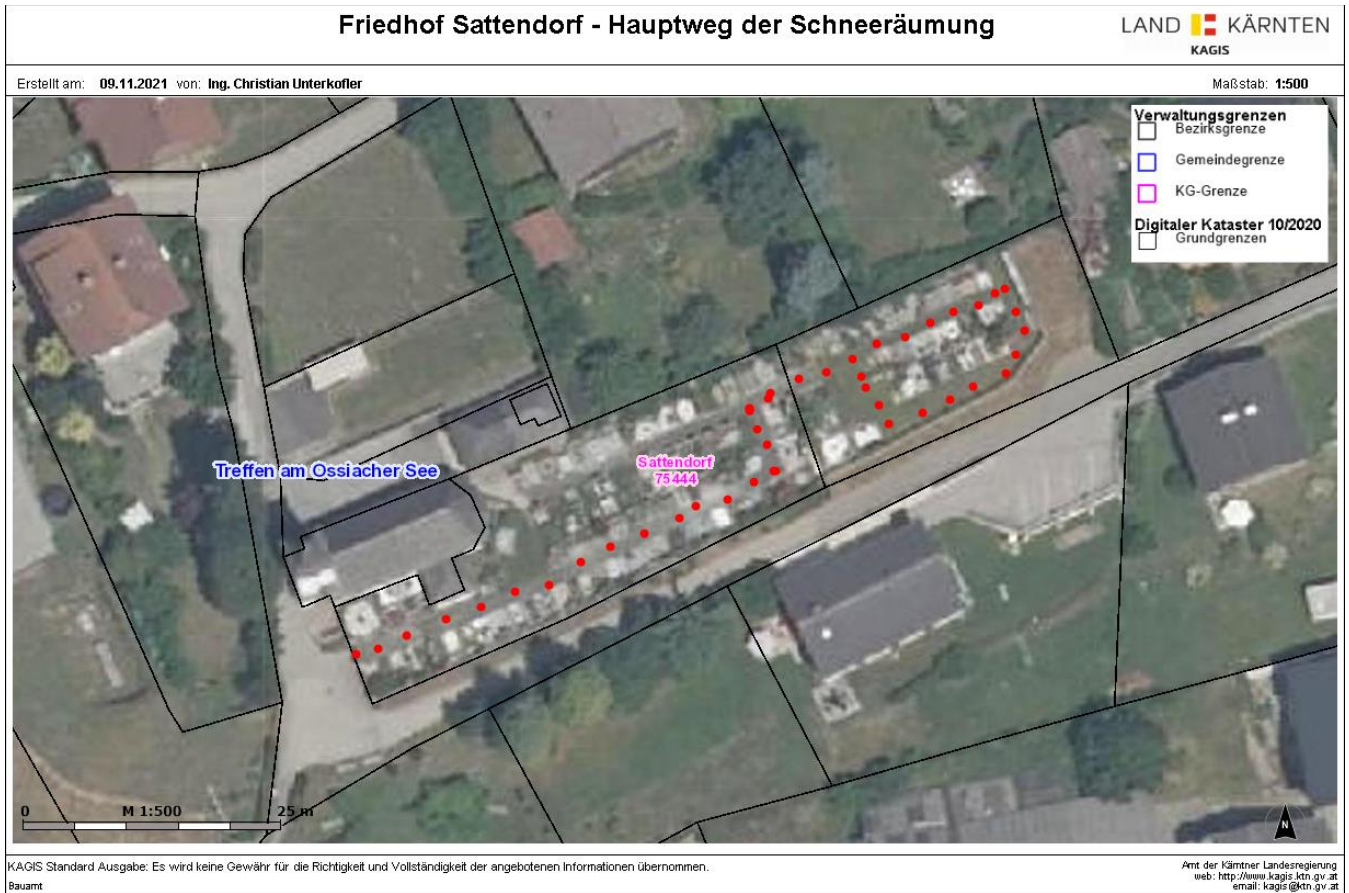 Friedhof Sattendorf - Hauptweg der Schneeräumung
LAND KÄRNTEN
KAGIS
Erstellt am: 09.11.2021 von: Ing. Christian Unterkofler
Maßstab: 1:500
Verwaltungsgrenzen
Bezirksgrenze
Gemeindegrenze
KG-Grenze
Digitaler Kataster 10/2020
Grundgrenzen
Treffen am Ossiacher See
Sattendorf
75444
0 M 1:500 25 m
N
KAGIS Standard Ausgabe: Es wird keine Gewähr für die Richtigkeit und Vollständigkeit der angebotenen Informationen übernommen.
Bauamt
Amt der Kärntner Landesregierung
web: http://www.kagis.ktn.gv.at
email: kagis@ktn.gv.at